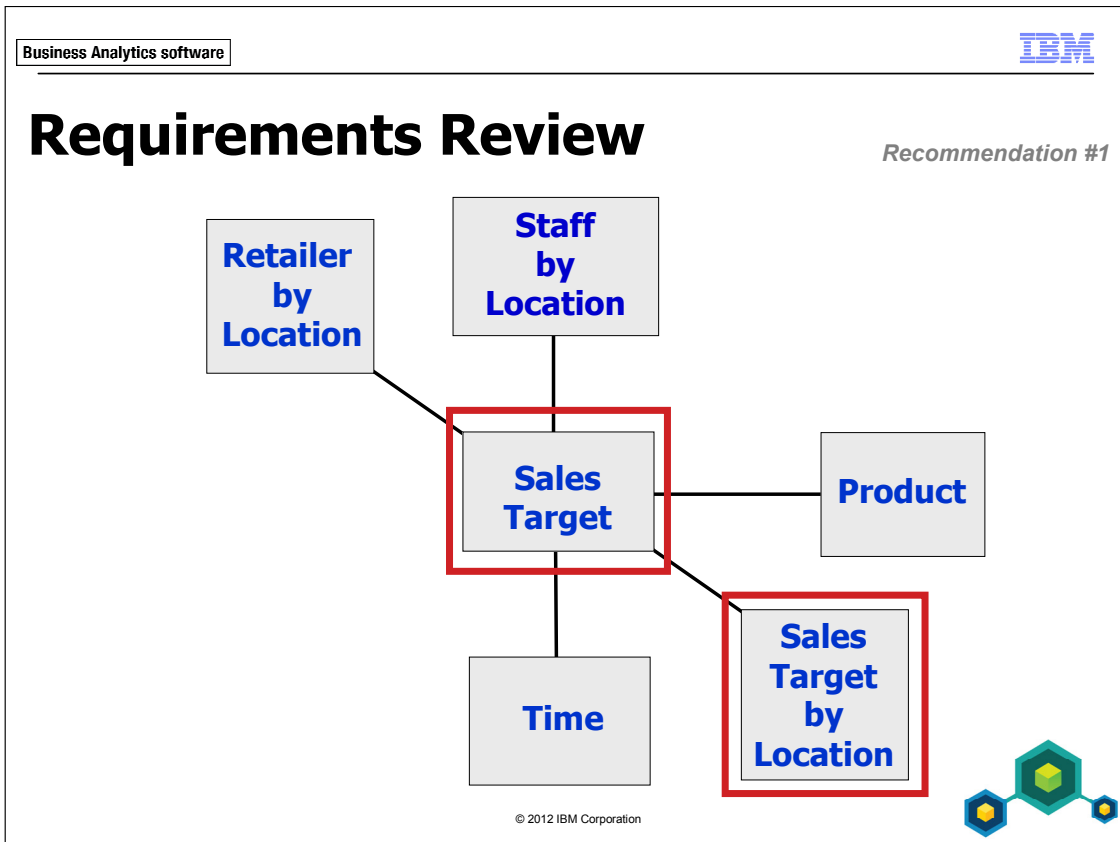 Business Analytics software
IBM
Requirements Review
Recommendation #1
Retailer
by
Location
Staff
by
Location
Sales
Target
Product
Time
Sales
Target
by
Location
© 2012 IBM Corporation